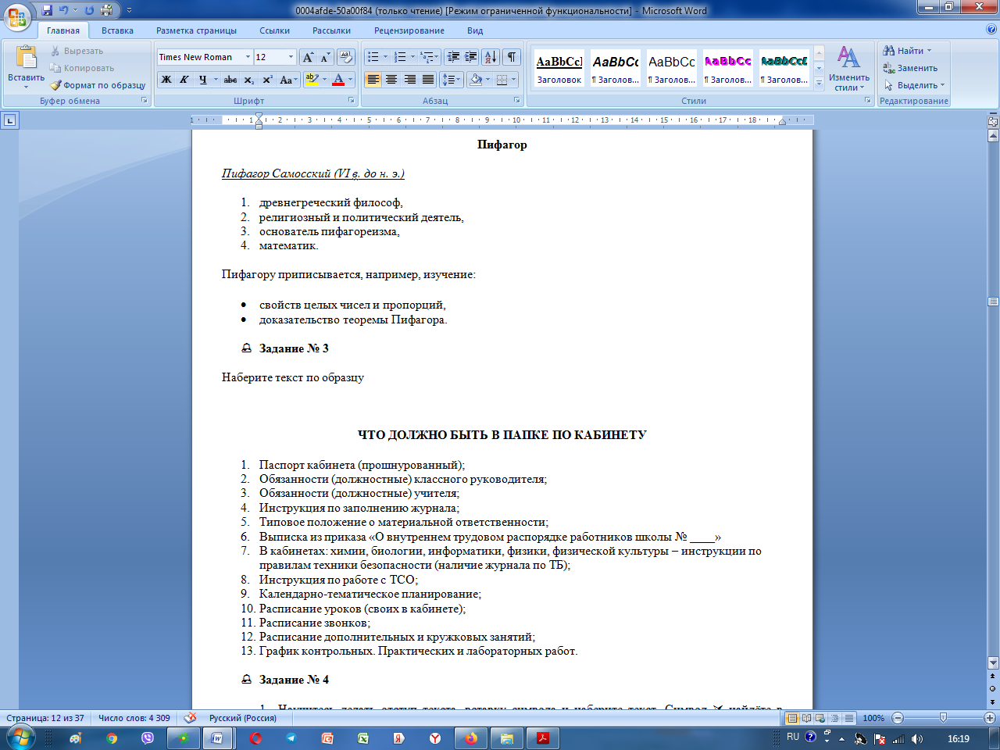 0004afde-50a00f84 (только чтение) [Режим ограниченной функциональности] - Microsoft Word
Главная Вставка Разметка страницы Ссылки Рассылки Рецензирование Вид
Вставить
Вырезать
Копировать
Формат по образцу
Буфер обмена
Times New Roman 12
Ж К Ч abc x₂ x² Aa
Шрифт
Абзац
AaBbCcI AaBbCc AaBbCc AaBbCc AaBbCcD
Заголовок ¶ Заголов... ¶ Заголов... ¶ Заголов... ¶ Заголов...
Изменить стили
Стили
Найти
Заменить
Выделить
Редактирование
1 1 2 3 4 5 6 7 8 9 10 11 12 13 14 15 16 17 18
Пифагор
Пифагор Самосский (VI в. до н. э.)
1. древнегреческий философ,
2. религиозный и политический деятель,
3. основатель пифагореизма,
4. математик.
Пифагору приписывается, например, изучение:
• свойств целых чисел и пропорций,
• доказательство теоремы Пифагора.
Задание № 3
Наберите текст по образцу
ЧТО ДОЛЖНО БЫТЬ В ПАПКЕ ПО КАБИНЕТУ
1. Паспорт кабинета (прошнурованный);
2. Обязанности (должностные) классного руководителя;
3. Обязанности (должностные) учителя;
4. Инструкция по заполнению журнала;
5. Типовое положение о материальной ответственности;
6. Выписка из приказа «О внутреннем трудовом распорядке работников школы № ____»
7. В кабинетах: химии, биологии, информатики, физики, физической культуры – инструкции по
правилам техники безопасности (наличие журнала по ТБ);
8. Инструкция по работе с ТСО;
9. Календарно-тематическое планирование;
10. Расписание уроков (своих в кабинете);
11. Расписание звонков;
12. Расписание дополнительных и кружковых занятий;
13. График контрольных. Практических и лабораторных работ.
Задание № 4
1. Научитесь делать отступ текста, вставку символа и наберите текст. Символ найдёте в
Страница: 12 из 37 Число слов: 4 309 Русский (Россия) 100%
RU 16:19